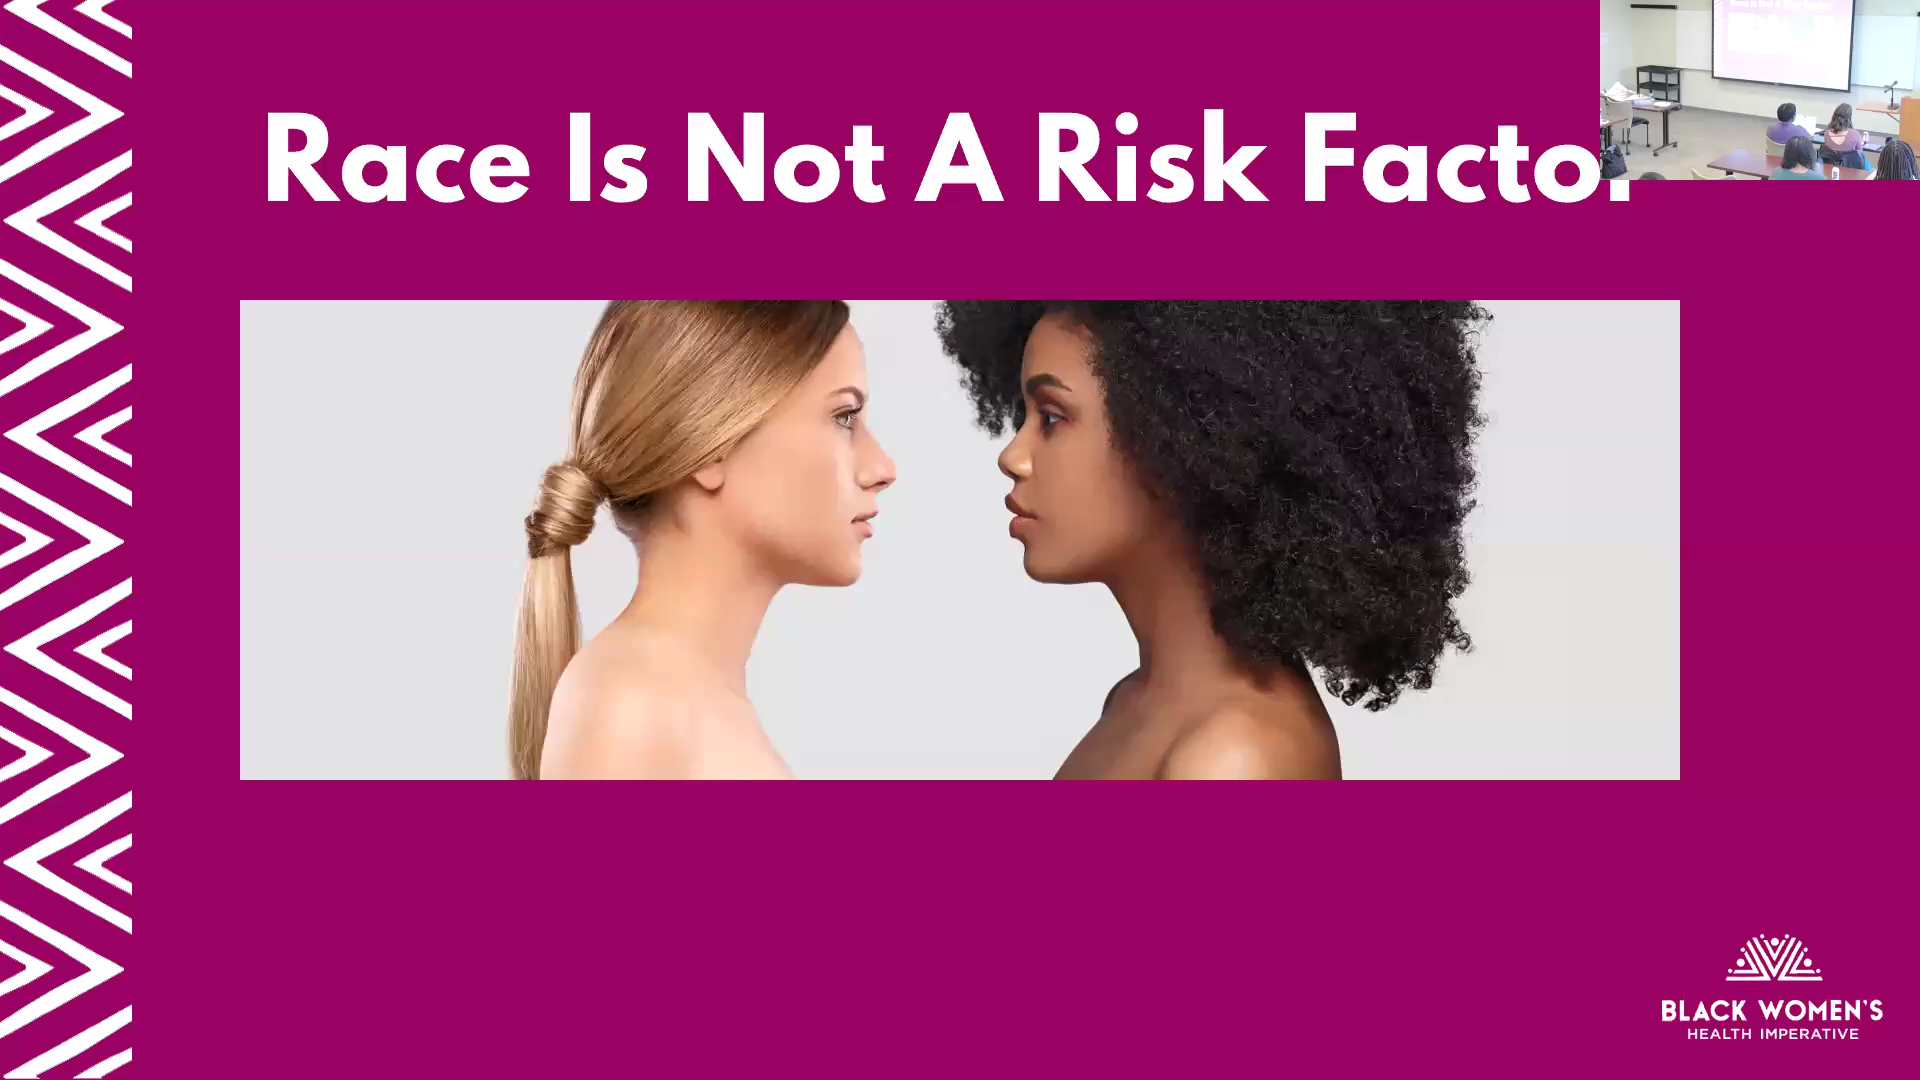 Race Is Not A Risk Factor
BLACK WOMEN'S
HEALTH IMPERATIVE